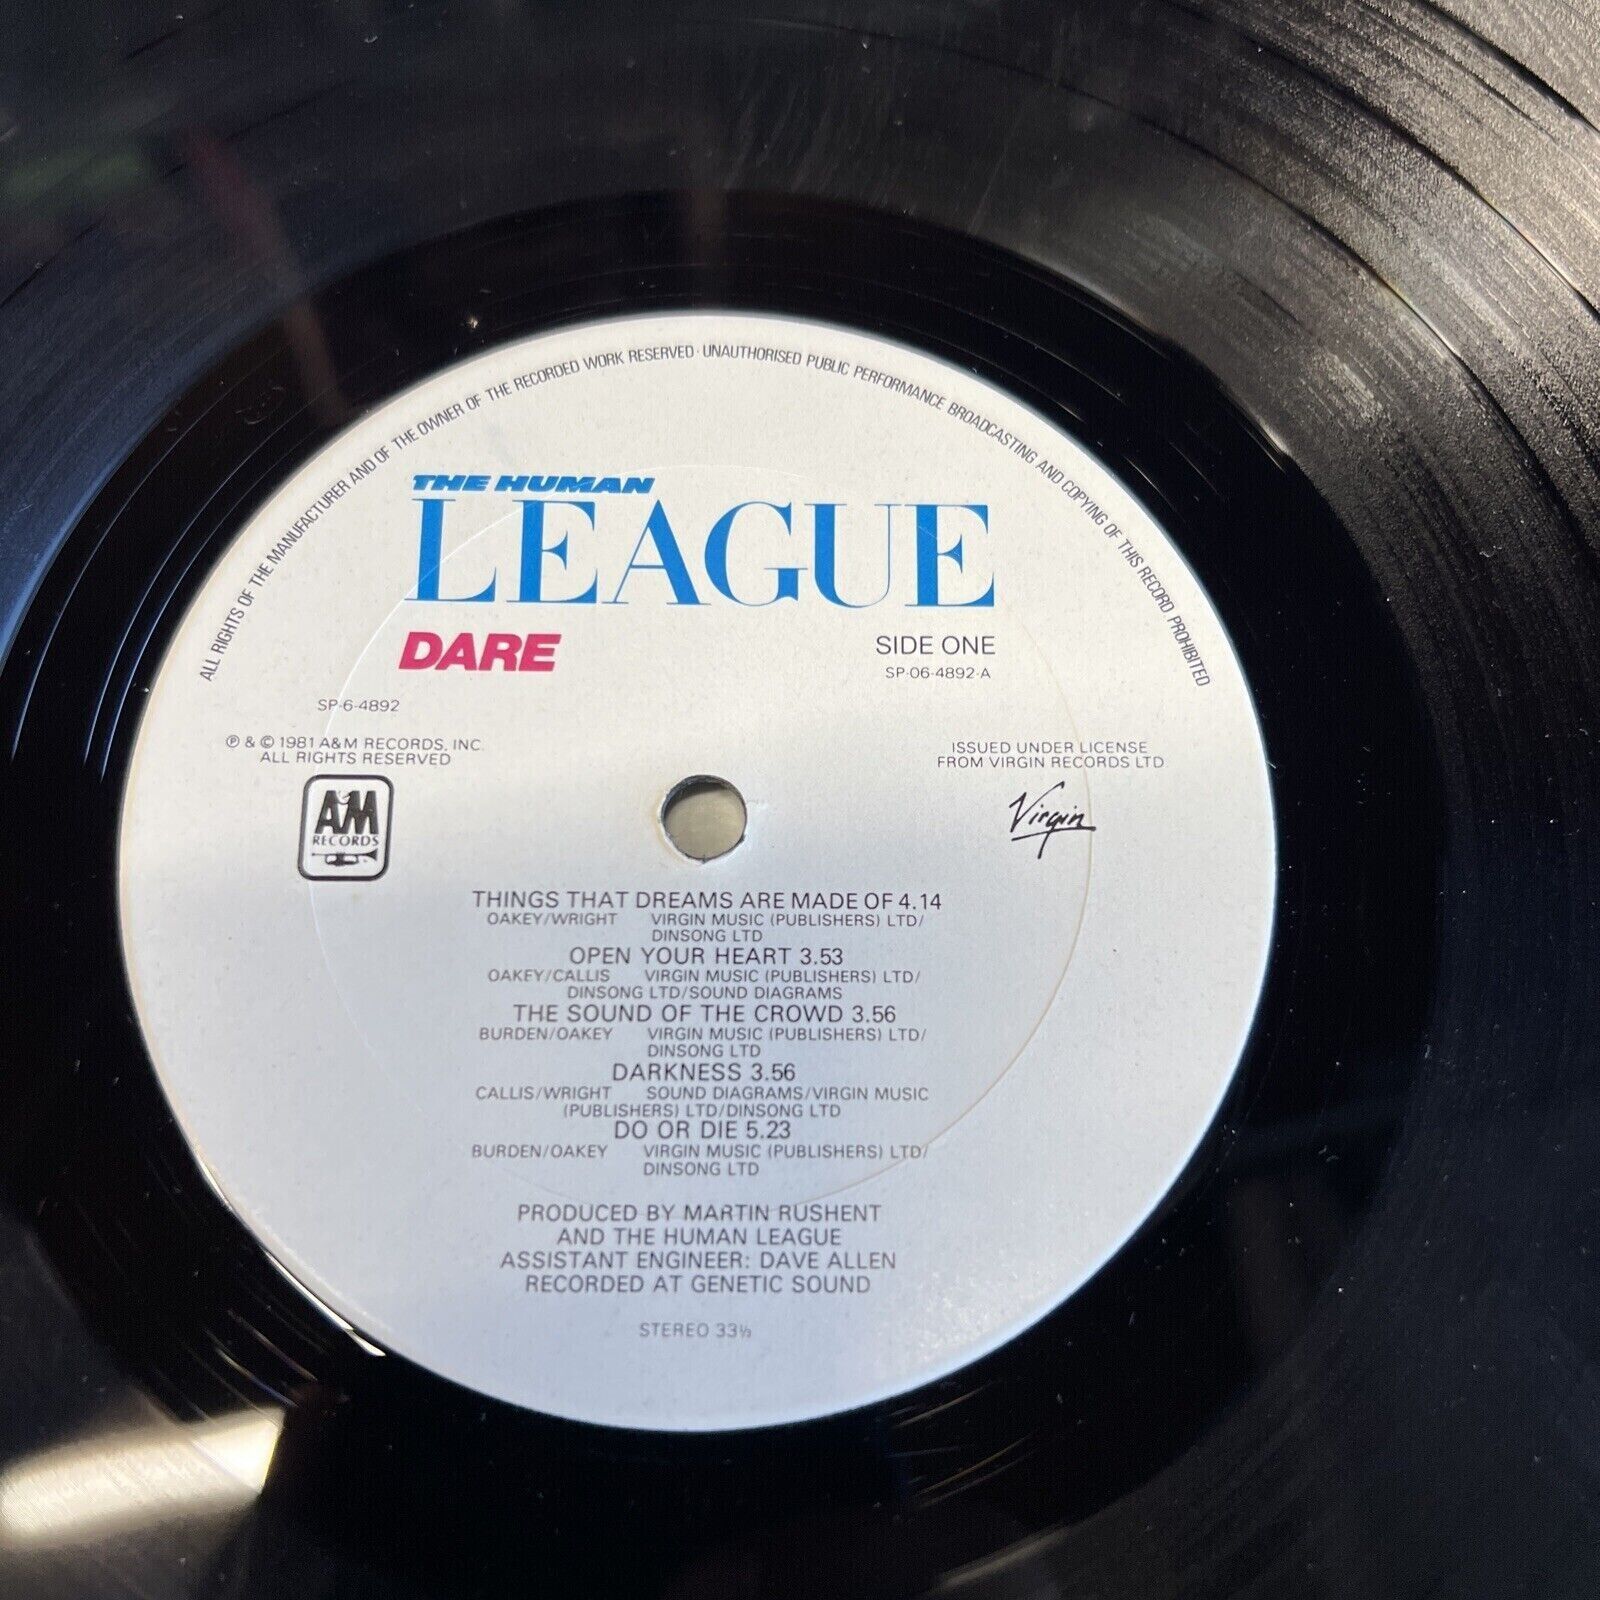 ALL RIGHTS OF THE MANUFACTURER AND OF THE OWNER OF THE RECORDED WORK RESERVED · UNAUTHORISED PUBLIC PERFORMANCE BROADCASTING AND COPYING OF THIS RECORD PROHIBITED
THE HUMAN
LEAGUE
DARE
SIDE ONE
SP-06-4892-A
SP-6-4892
℗ & © 1981 A&M RECORDS, INC.
ALL RIGHTS RESERVED
ISSUED UNDER LICENSE
FROM VIRGIN RECORDS LTD
A&M
RECORDS
Virgin
THINGS THAT DREAMS ARE MADE OF 4.14
OAKEY/WRIGHT VIRGIN MUSIC (PUBLISHERS) LTD/
DINSONG LTD
OPEN YOUR HEART 3.53
OAKEY/CALLIS VIRGIN MUSIC (PUBLISHERS) LTD/
DINSONG LTD/SOUND DIAGRAMS
THE SOUND OF THE CROWD 3.56
BURDEN/OAKEY VIRGIN MUSIC (PUBLISHERS) LTD/
DINSONG LTD
DARKNESS 3.56
CALLIS/WRIGHT SOUND DIAGRAMS/VIRGIN MUSIC
(PUBLISHERS) LTD/DINSONG LTD
DO OR DIE 5.23
BURDEN/OAKEY VIRGIN MUSIC (PUBLISHERS) LTD/
DINSONG LTD
PRODUCED BY MARTIN RUSHENT
AND THE HUMAN LEAGUE
ASSISTANT ENGINEER: DAVE ALLEN
RECORDED AT GENETIC SOUND
STEREO 33⅓